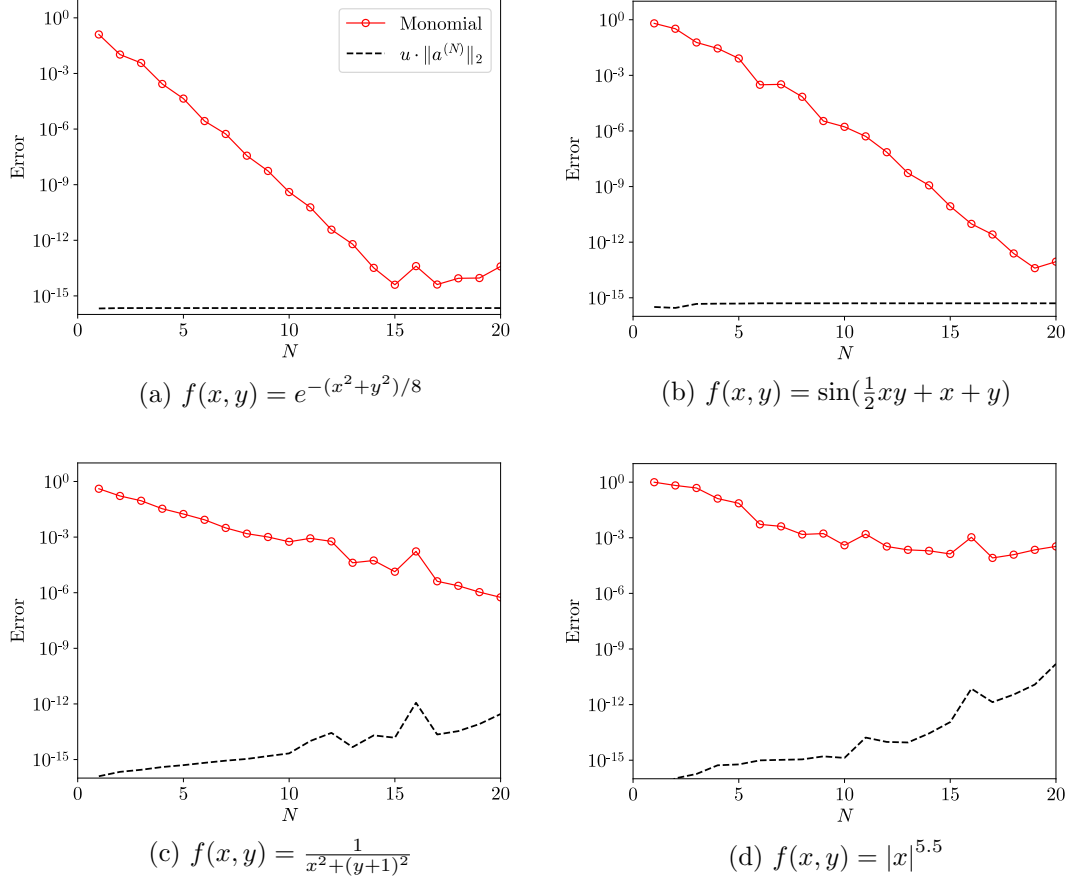 Error
10^0
10^-3
10^-6
10^-9
10^-12
10^-15
0 5 10 15 20
N
Monomial
u · ‖a^(N)‖_2
(a) f(x, y) = e^{-(x^2+y^2)/8}
Error
10^0
10^-3
10^-6
10^-9
10^-12
10^-15
0 5 10 15 20
N
(b) f(x, y) = sin(\frac{1}{2}xy + x + y)
Error
10^0
10^-3
10^-6
10^-9
10^-12
10^-15
0 5 10 15 20
N
(c) f(x, y) = \frac{1}{x^2+(y+1)^2}
Error
10^0
10^-3
10^-6
10^-9
10^-12
10^-15
0 5 10 15 20
N
(d) f(x, y) = |x|^{5.5}